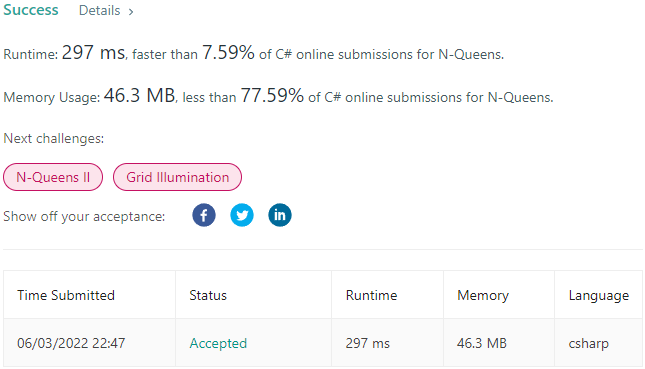 Success Details >
Runtime: 297 ms, faster than 7.59% of C# online submissions for N-Queens.
Memory Usage: 46.3 MB, less than 77.59% of C# online submissions for N-Queens.
Next challenges:
N-Queens II Grid Illumination
Show off your acceptance: f in
Time Submitted Status Runtime Memory Language
06/03/2022 22:47 Accepted 297 ms 46.3 MB csharp